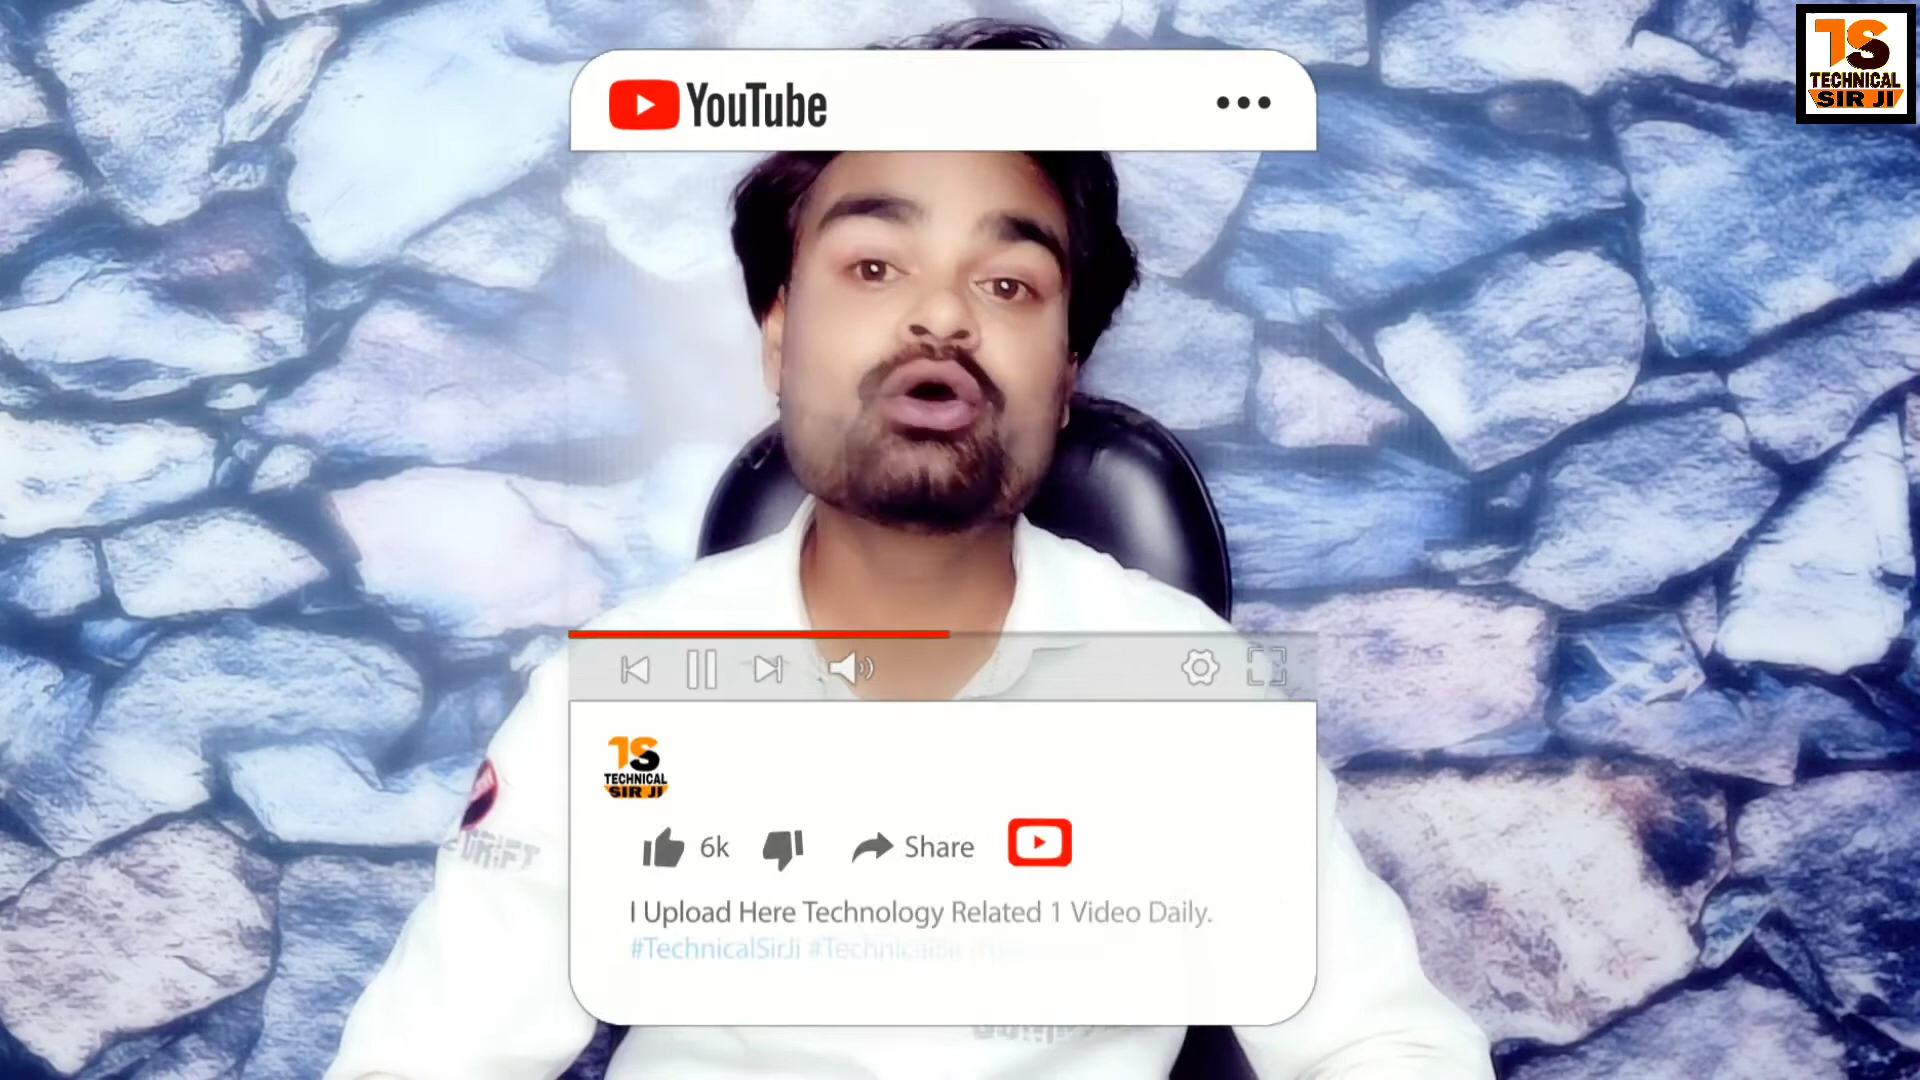 YouTube
TS
TECHNICAL
SIR JI
TS
TECHNICAL
SIR JI
6k
Share
I Upload Here Technology Related 1 Video Daily.
#TechnicalSirJi #TechnicalSir